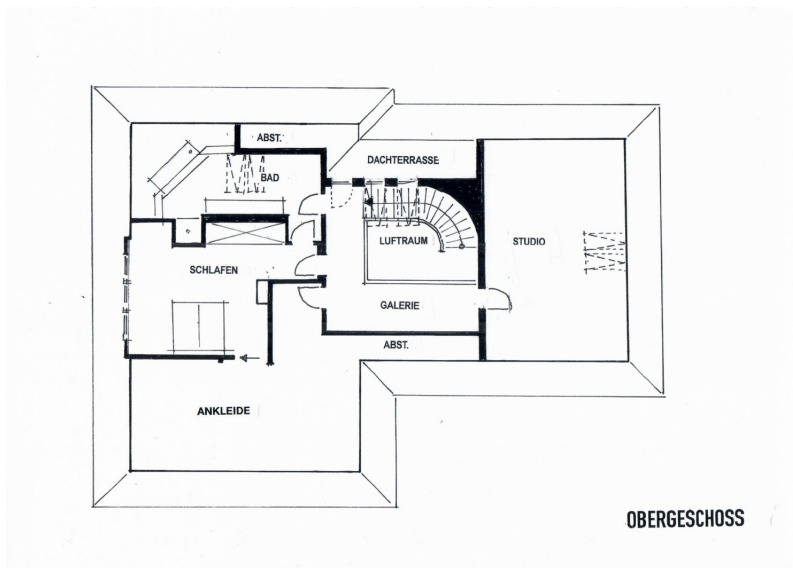 ABST.
DACHTERRASSE
BAD
LUFTRAUM
STUDIO
SCHLAFEN
GALERIE
ABST.
ANKLEIDE
OBERGESCHOSS